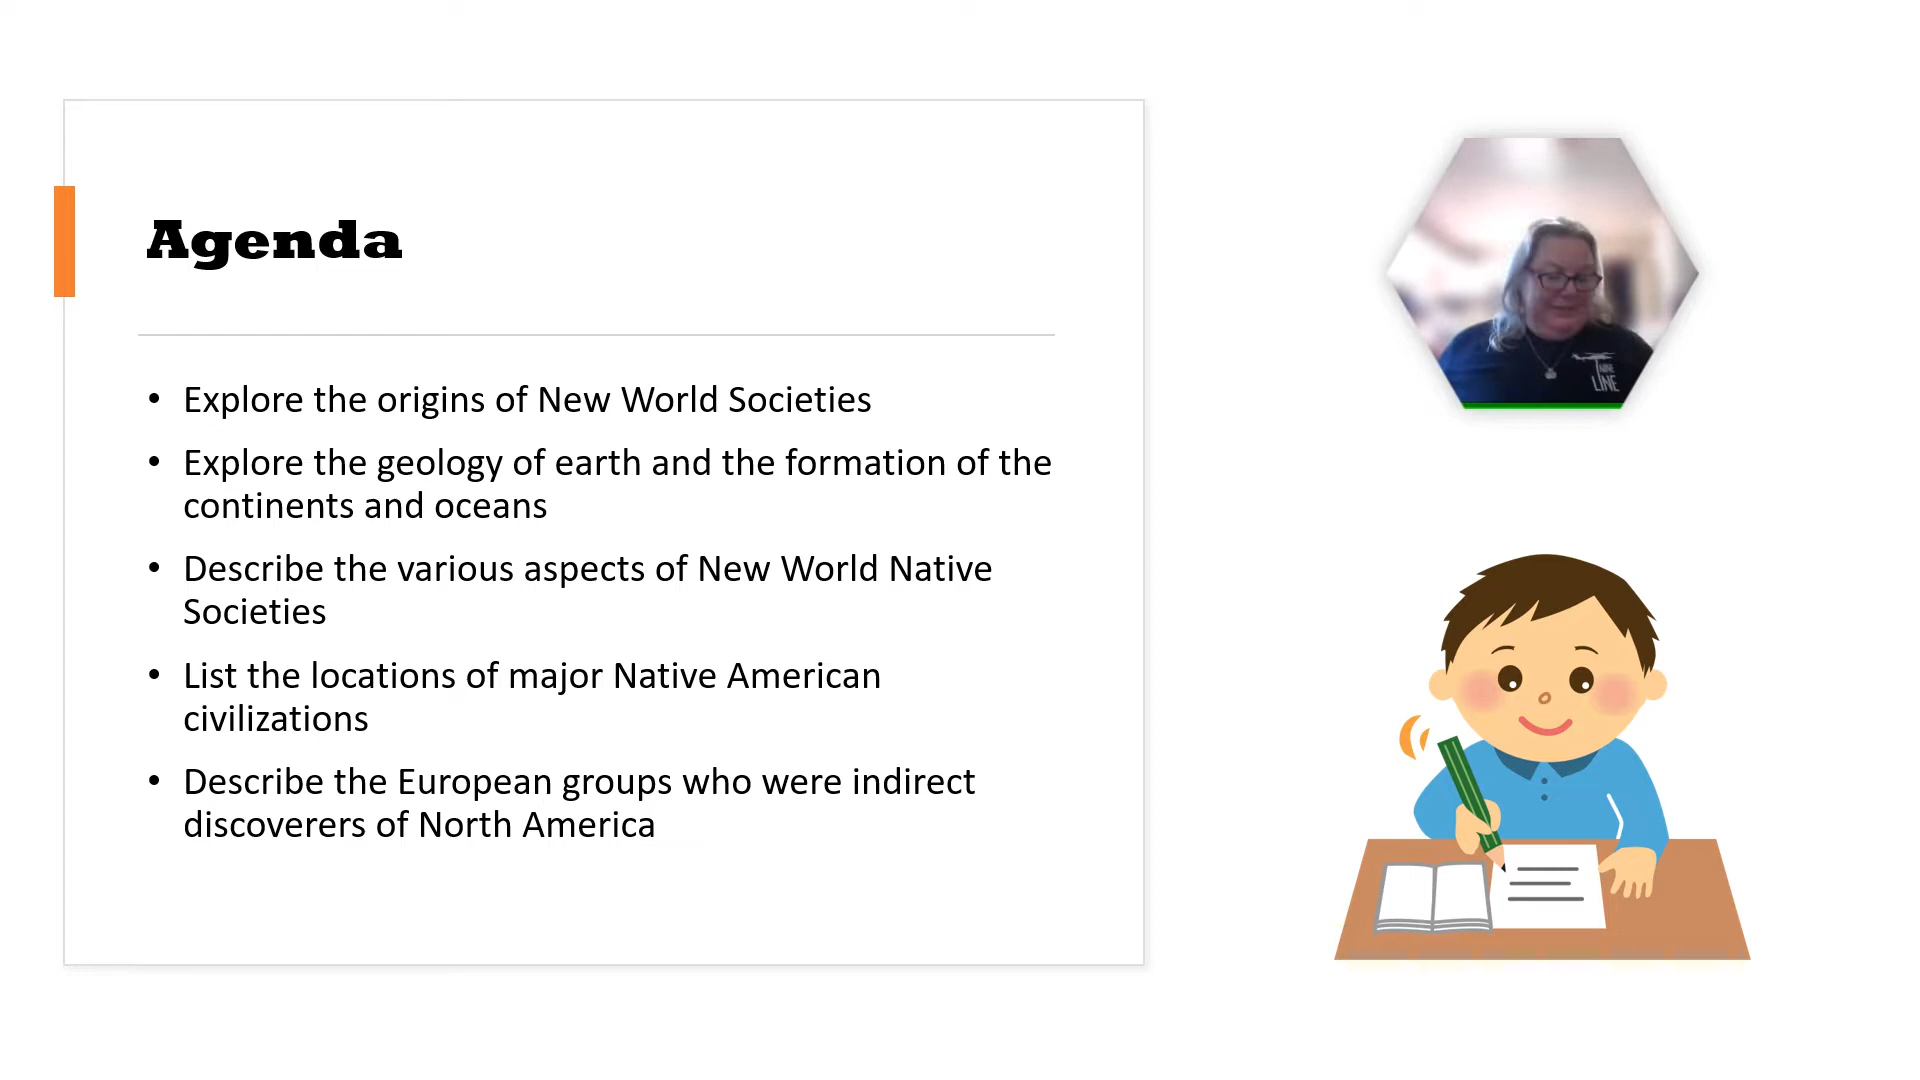 Agenda
• Explore the origins of New World Societies
• Explore the geology of earth and the formation of the
continents and oceans
• Describe the various aspects of New World Native
Societies
• List the locations of major Native American
civilizations
• Describe the European groups who were indirect
discoverers of North America
LINE